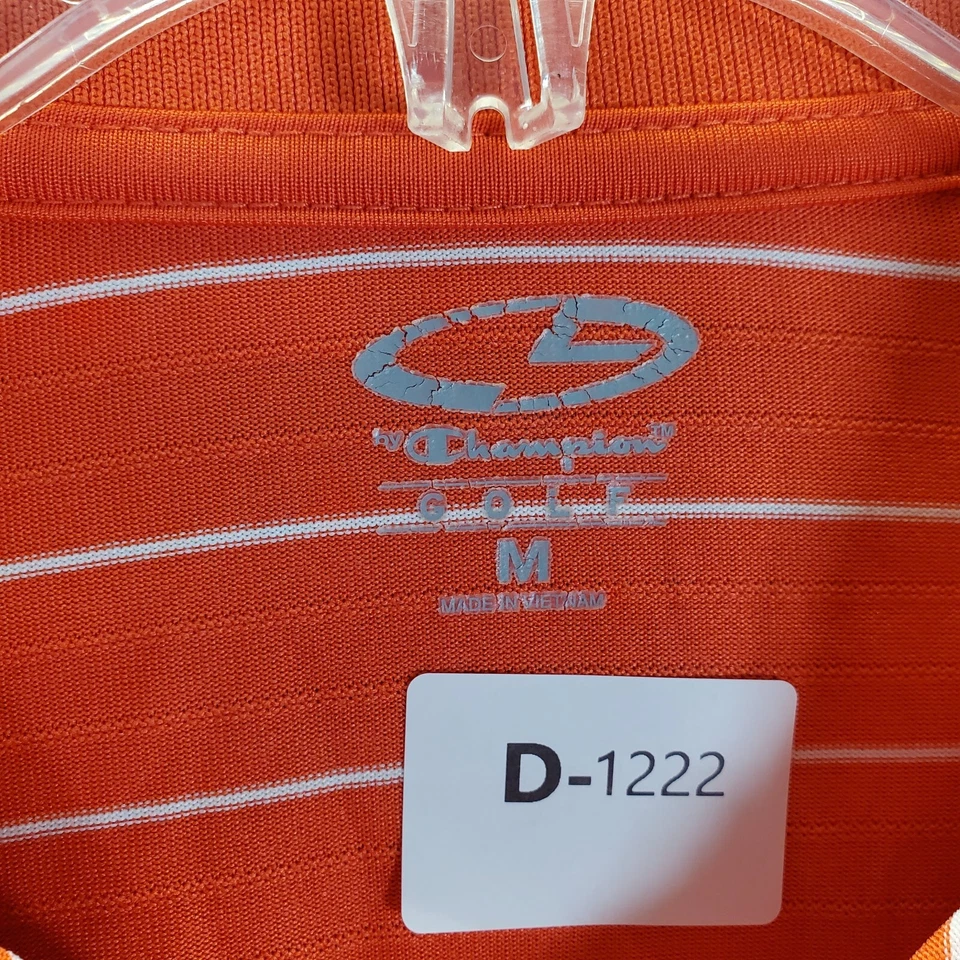 by Champion™
GOLF
M
MADE IN VIETNAM
D-1222